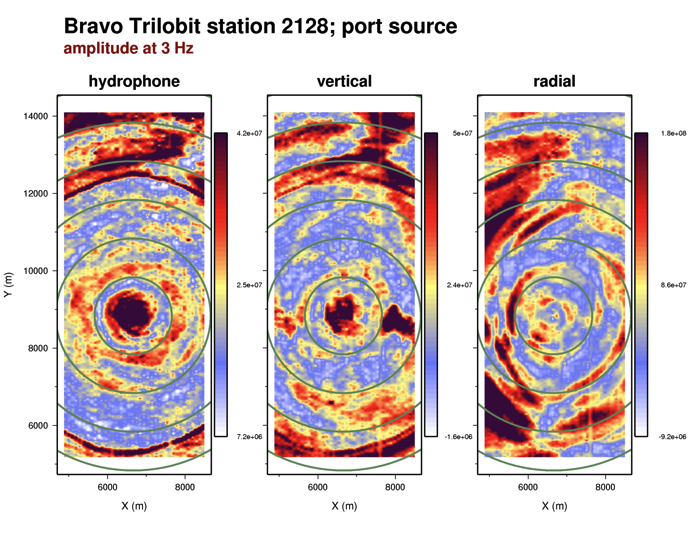 Bravo Trilobit station 2128; port source
amplitude at 3 Hz
hydrophone
vertical
radial
14000
12000
10000
8000
6000
Y (m)
4.2e+07
2.5e+07
7.2e+06
5e+07
2.4e+07
-1.6e+06
1.8e+08
8.6e+07
-9.2e+06
6000 8000
6000 8000
6000 8000
X (m)
X (m)
X (m)